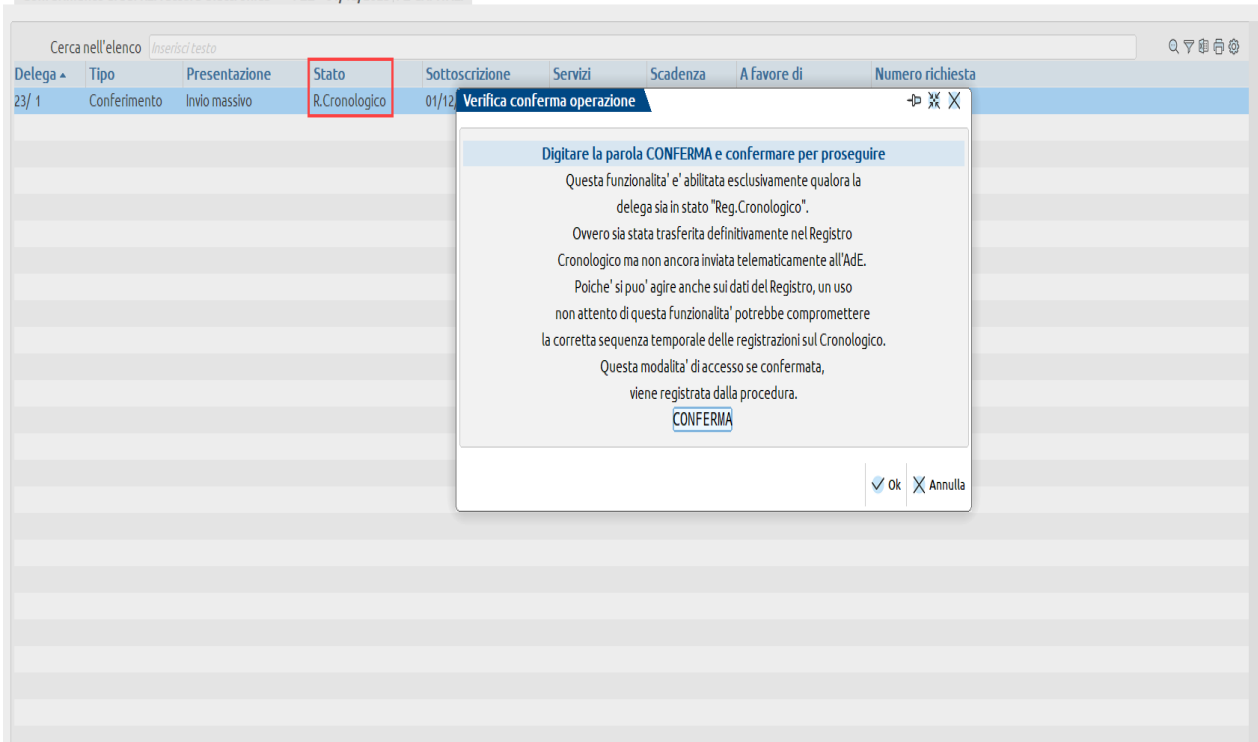 Cerca nell'elenco Inserisci testo
Delega Tipo Presentazione Stato Sottoscrizione Servizi Scadenza A favore di Numero richiesta
23/ 1 Conferimento Invio massivo R.Cronologico 01/12/
Verifica conferma operazione
Digitare la parola CONFERMA e confermare per proseguire
Questa funzionalita' e' abilitata esclusivamente qualora la
delega sia in stato "Reg.Cronologico".
Ovvero sia stata trasferita definitivamente nel Registro
Cronologico ma non ancora inviata telematicamente all'AdE.
Poiche' si puo' agire anche sui dati del Registro, un uso
non attento di questa funzionalita' potrebbe compromettere
la corretta sequenza temporale delle registrazioni sul Cronologico.
Questa modalita' di accesso se confermata,
viene registrata dalla procedura.
CONFERMA
Ok Annulla